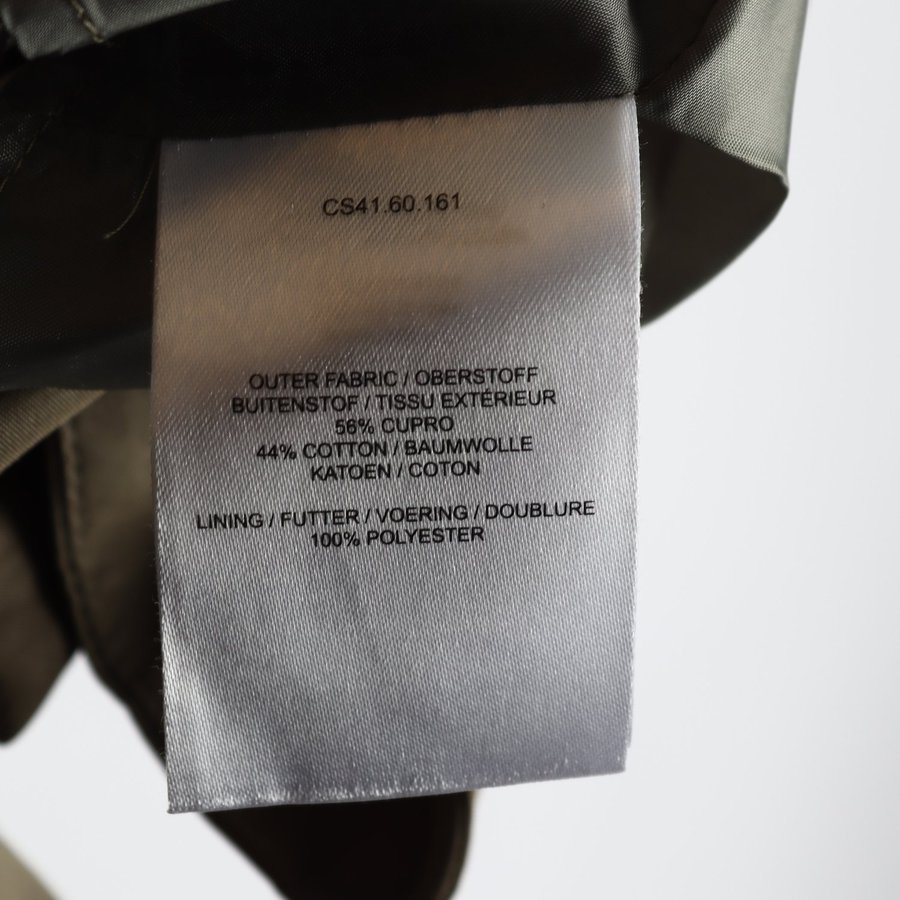 CS41.60.161
OUTER FABRIC / OBERSTOFF
BUITENSTOF / TISSU EXTÉRIEUR
56% CUPRO
44% COTTON / BAUMWOLLE
KATOEN / COTON
LINING / FUTTER / VOERING / DOUBLURE
100% POLYESTER